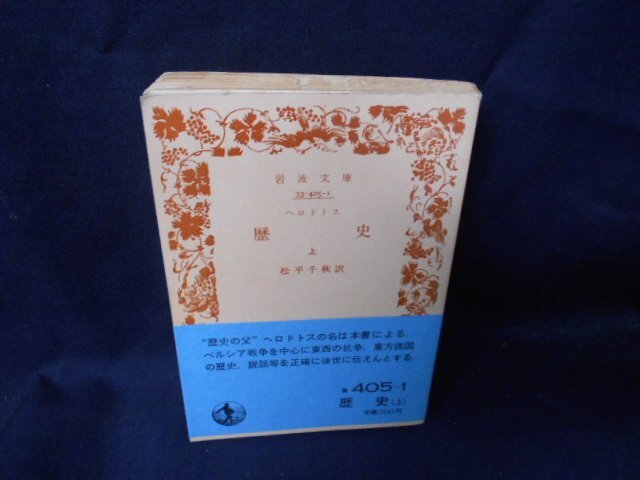 岩波文庫
33-405-1
ヘロドトス
歴史
上
松平千秋訳
“歴史の父”ヘロドトスの名は本書による.
ペルシア戦争を中心に東西の抗争, 東方諸国
の歴史, 説話等を正確に後世に伝えんとする.
青 405-1
歴史(上)
定価200円